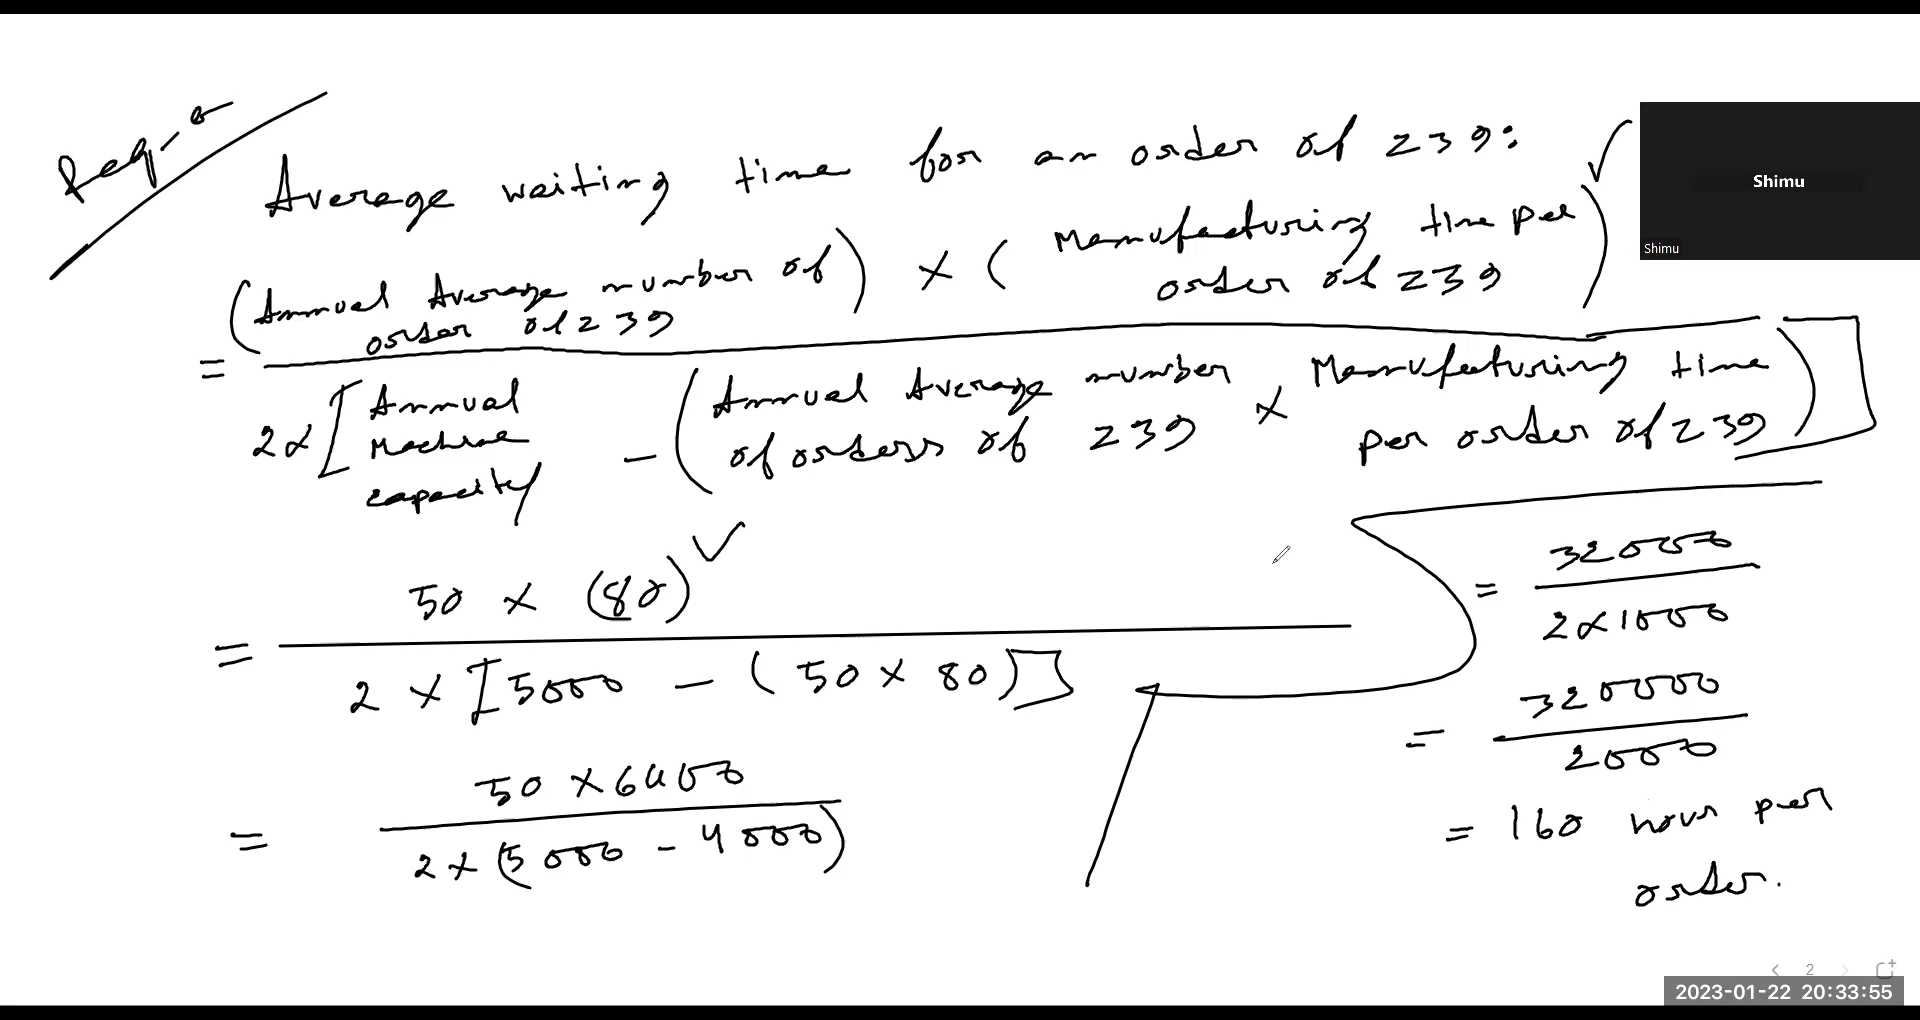 Req-a
Average waiting time for an order of Z39:
(Annual Average number of order of Z39) × (Manufacturing time per order of Z39) ✓
=
2× [Annual Machine capacity - (Annual Average number of orders of Z39 × Manufacturing time per order of Z39)]
50 × (80) ✓
=
2 × [5000 - (50 × 80)]
50 × 6400
=
2 × (5000 - 4000)
= 32000
2×1000
= 320000
2000
= 160 hour per
order.
Shimu
Shimu
2
2023-01-22 20:33:55